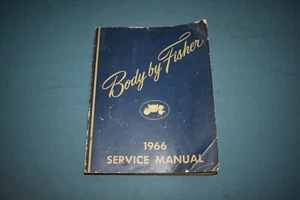 Body by Fisher
1966
SERVICE MANUAL